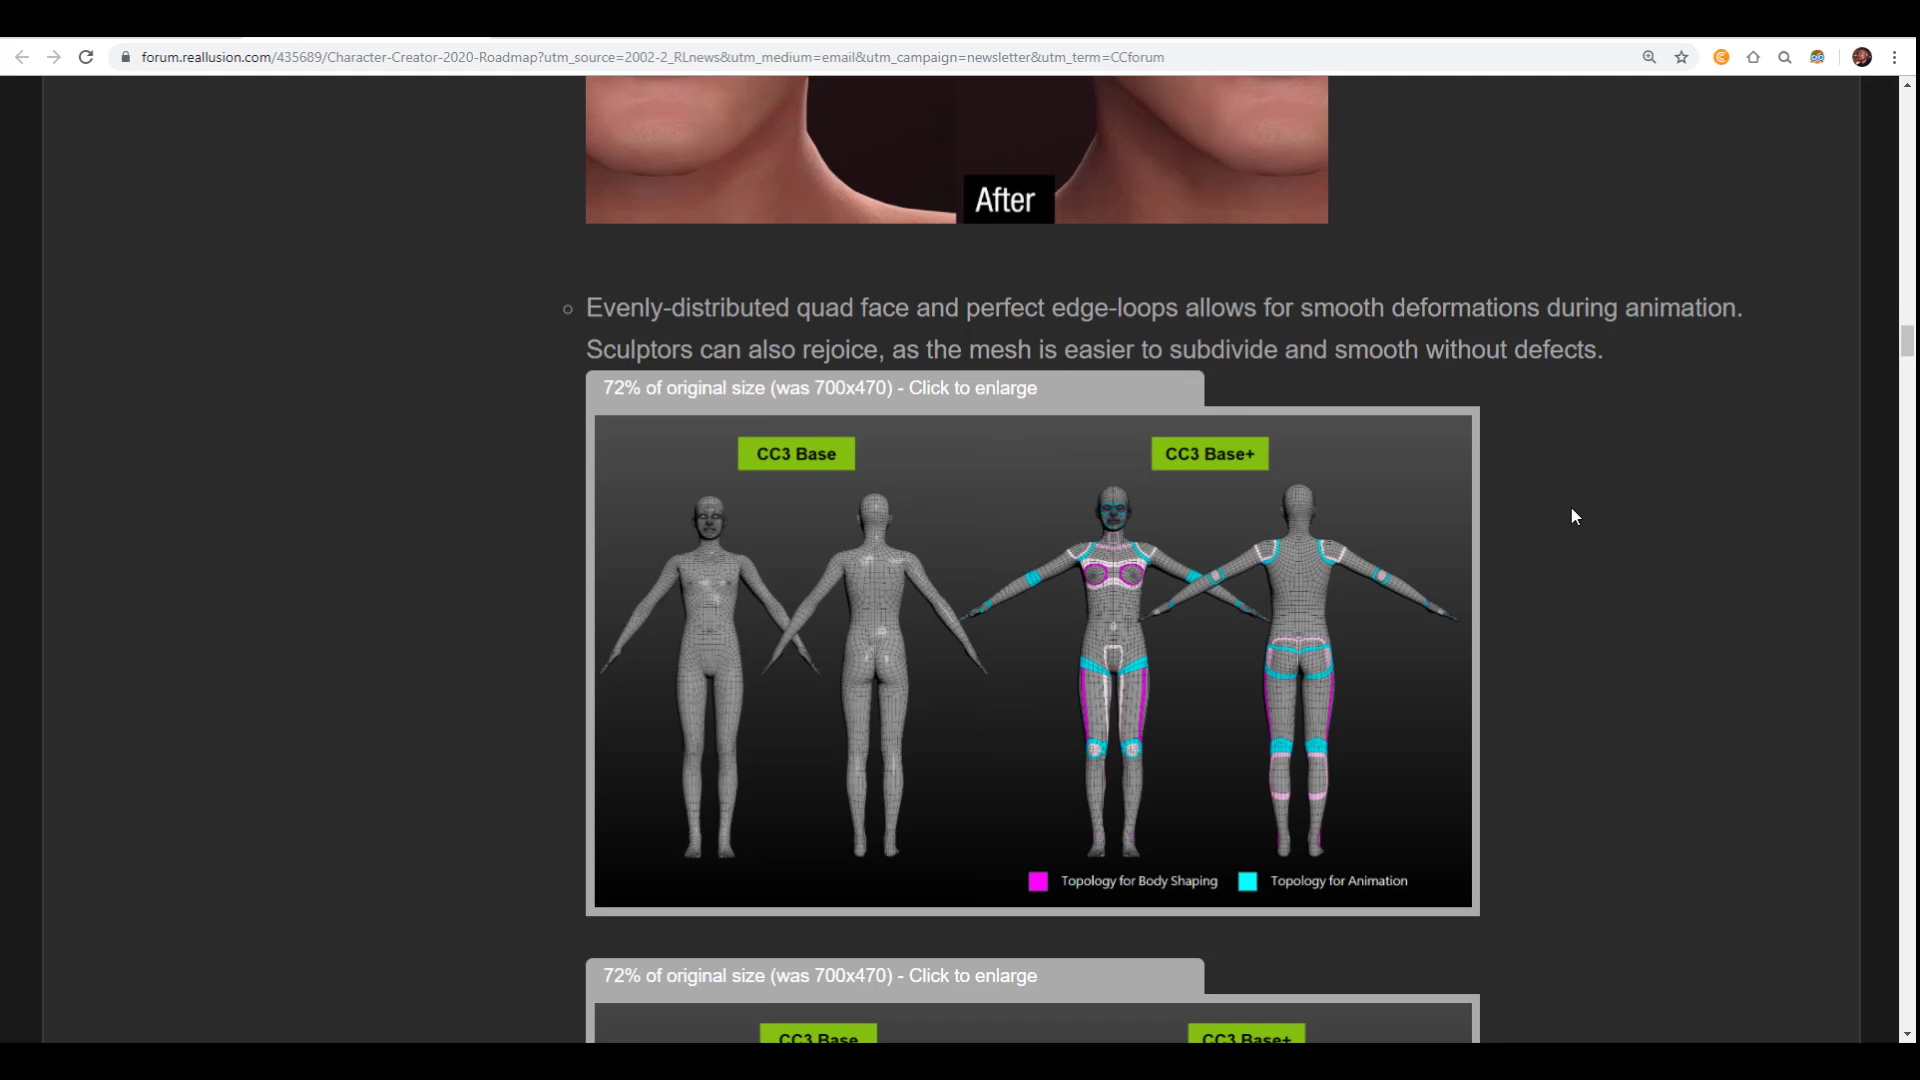 forum.reallusion.com/435689/Character-Creator-2020-Roadmap?utm_source=2002-2_RLnews&utm_medium=email&utm_campaign=newsletter&utm_term=CCforum
After
Evenly-distributed quad face and perfect edge-loops allows for smooth deformations during animation.
Sculptors can also rejoice, as the mesh is easier to subdivide and smooth without defects.
72% of original size (was 700x470) - Click to enlarge
CC3 Base
CC3 Base+
Topology for Body Shaping
Topology for Animation
72% of original size (was 700x470) - Click to enlarge
CC3 Base
CC3 Base+